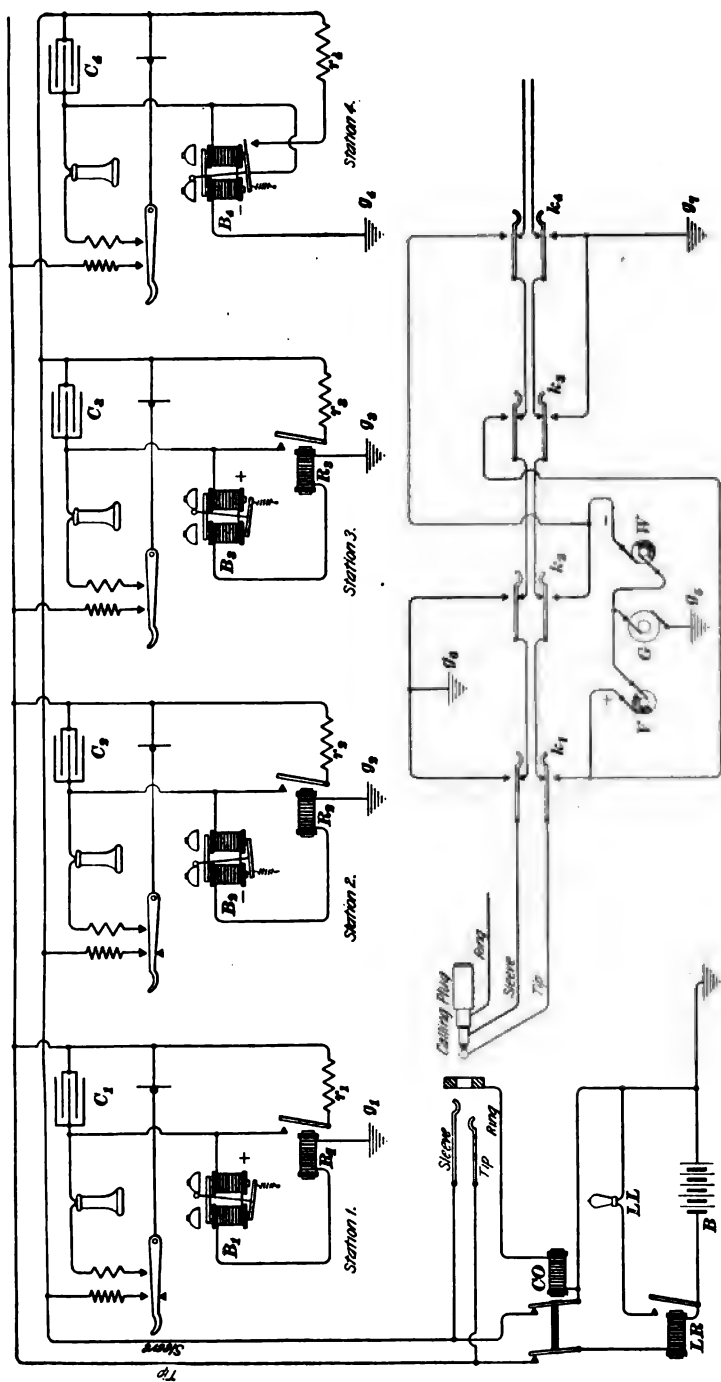 C₁
C₂
C₃
C₄
B₁
+
B₂
−
B₃
+
B₄
−
R₁
r₁
R₂
r₂
R₃
r₃
r₄
g₁
g₂
g₃
g₄
Station 1.
Station 2.
Station 3.
Station 4.
Tip
Sleeve
Sleeve
Tip
Ring
Calling Plug
Ring
Sleeve
Tip
k₁
k₂
k₃
k₄
g₆
g₇
+
V
G
W
−
g₅
CO
LL
LR
B